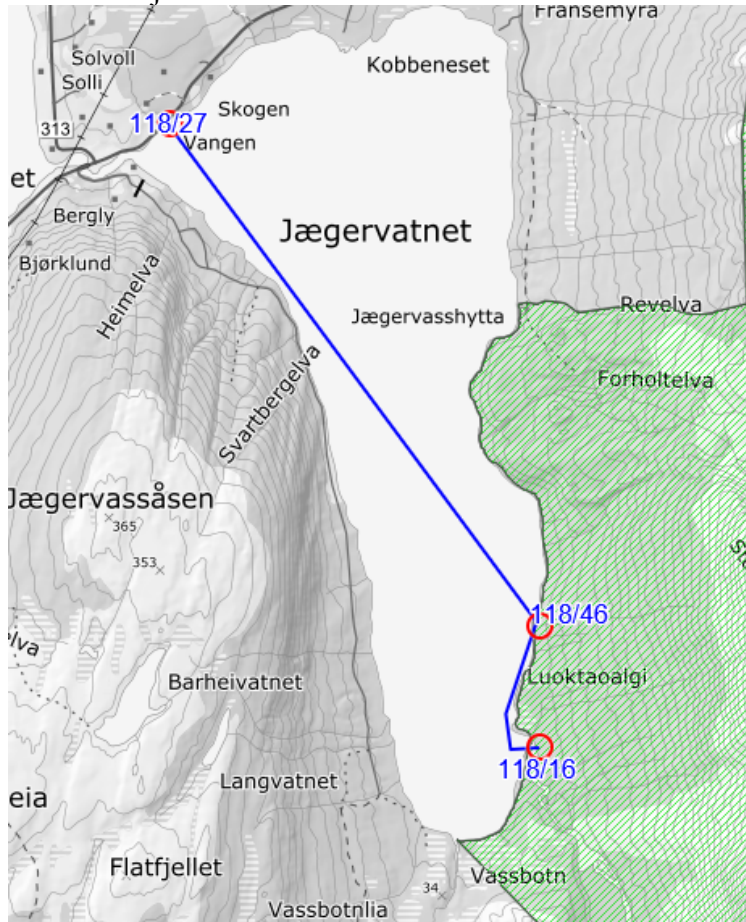 Fransemyra
Solvoll
Solli
Kobbeneset
Skogen
313
118/27
Vangen
et
Bergly
Jægervatnet
Bjørklund
Heimelva
Jægervasshytta
Revelva
Forholtelva
Svartbergelva
Jægervassåsen
365
353
118/46
elva
Luoktaoalgi
Barheivatnet
118/16
Langvatnet
eia
Flatfjellet
34
Vassbotn
Vassbotnlia